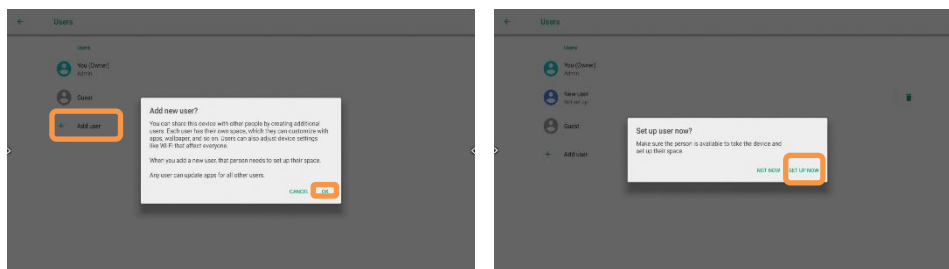 Users
Users
You (Owner)
Admin
Guest
+ Add user
Add new user?
You can share this device with other people by creating additional
users. Each user has their own space, which they can customize with
apps, wallpaper, and so on. Users can also adjust device settings
like Wi-Fi that affect everyone.
When you add a new user, that person needs to set up their space.
Any user can update apps for all other users.
CANCEL OK
Users
Users
You (Owner)
Admin
New user
Not set up
Guest
+ Add user
Set up user now?
Make sure the person is available to take the device and
set up their space
NOT NOW SET UP NOW